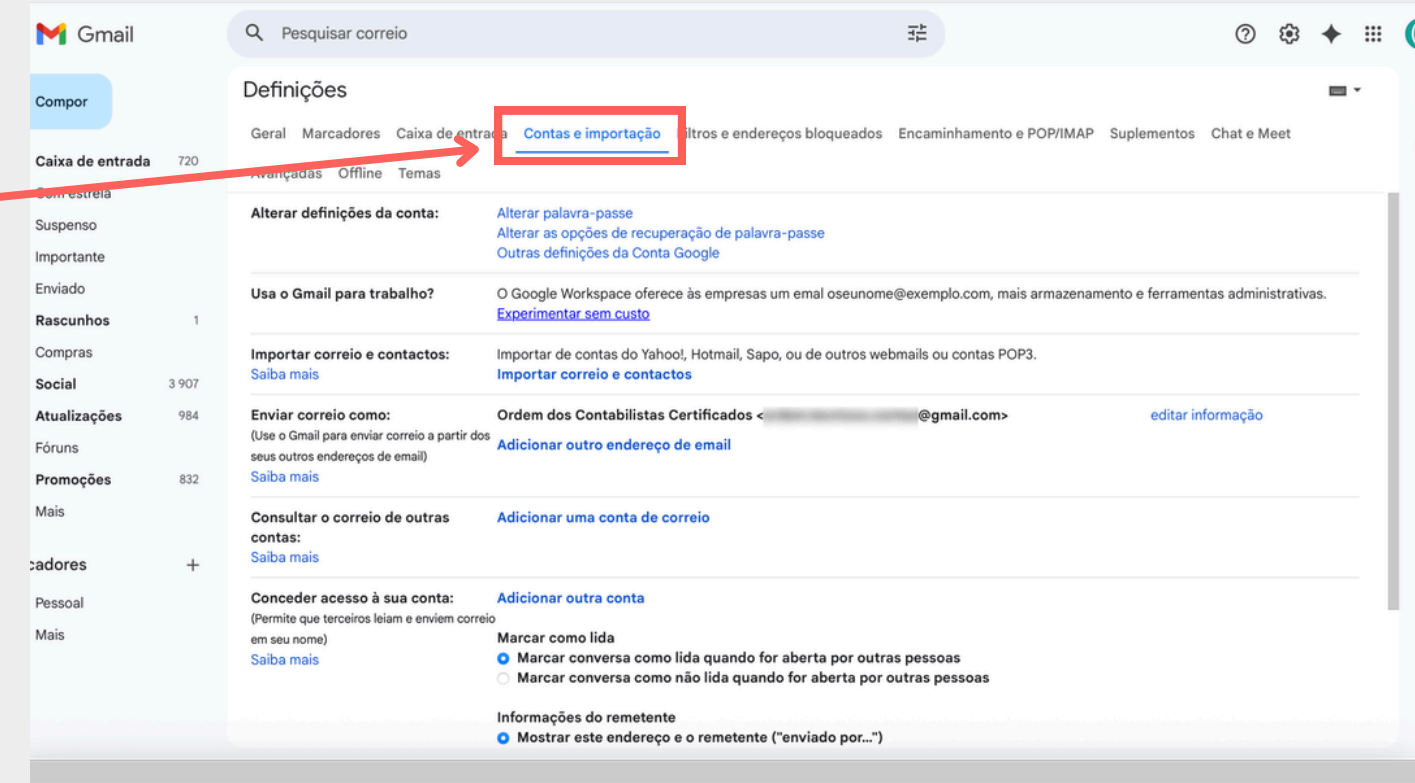 Gmail
Pesquisar correio
Compor
Caixa de entrada 720
Com estrela
Suspenso
Importante
Enviado
Rascunhos 1
Compras
Social 3 907
Atualizações 984
Fóruns
Promoções 832
Mais
cadores +
Pessoal
Mais
Definições
Geral Marcadores Caixa de entrada Contas e importação iltros e endereços bloqueados Encaminhamento e POP/IMAP Suplementos Chat e Meet
Avançadas Offline Temas
Alterar definições da conta:
Alterar palavra-passe
Alterar as opções de recuperação de palavra-passe
Outras definições da Conta Google
Usa o Gmail para trabalho?
O Google Workspace oferece às empresas um emal oseunome@exemplo.com, mais armazenamento e ferramentas administrativas.
Experimentar sem custo
Importar correio e contactos:
Saiba mais
Importar de contas do Yahoo!, Hotmail, Sapo, ou de outros webmails ou contas POP3.
Importar correio e contactos
Enviar correio como:
(Use o Gmail para enviar correio a partir dos
seus outros endereços de email)
Saiba mais
Ordem dos Contabilistas Certificados < @gmail.com> editar informação
Adicionar outro endereço de email
Consultar o correio de outras
contas:
Saiba mais
Adicionar uma conta de correio
Conceder acesso à sua conta:
(Permite que terceiros leiam e enviem correio
em seu nome)
Saiba mais
Adicionar outra conta
Marcar como lida
Marcar conversa como lida quando for aberta por outras pessoas
Marcar conversa como não lida quando for aberta por outras pessoas
Informações do remetente
Mostrar este endereço e o remetente ("enviado por...")